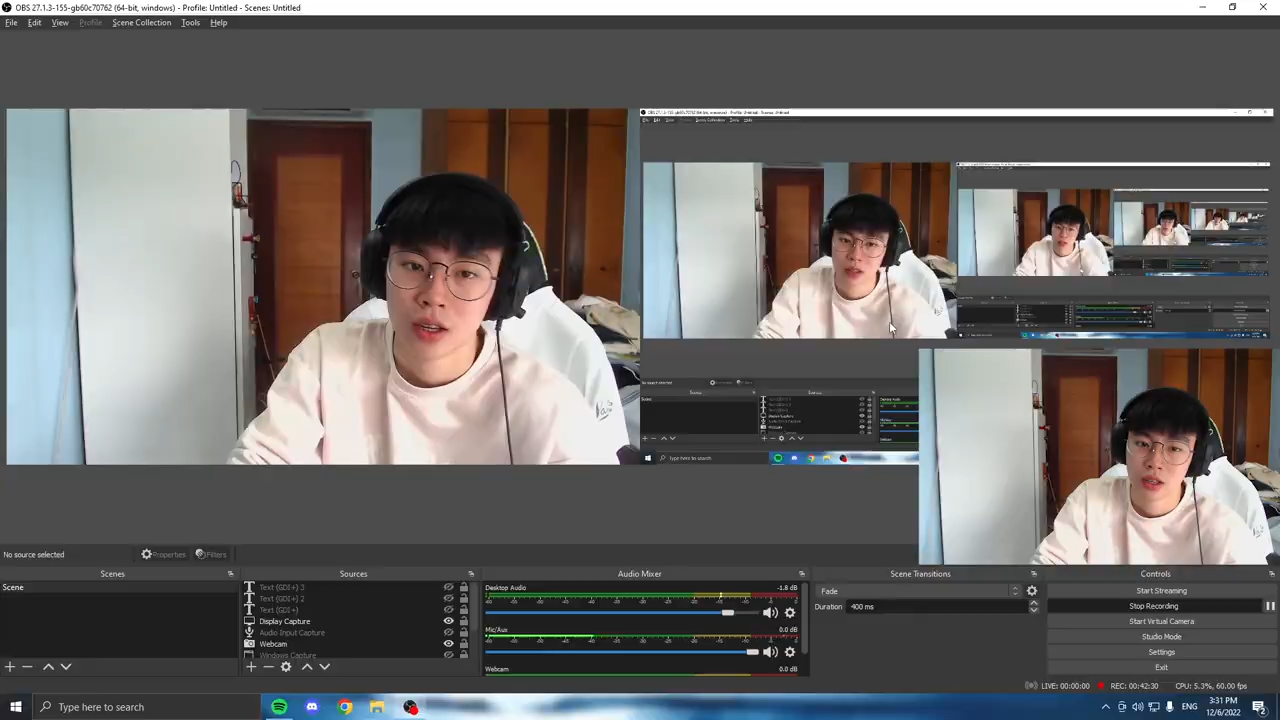 OBS 27.1.3-155-gb60c70762 (64-bit, windows) - Profile: Untitled - Scenes: Untitled
File Edit View Profile Scene Collection Tools Help
No source selected Properties Filters
Scenes
Scene
Sources
Text (GDI+) 3
Text (GDI+) 2
Text (GDI+)
Display Capture
Audio Input Capture
Webcam
Windows Capture
Audio Mixer
Desktop Audio -1.8 dB
Mic/Aux 0.0 dB
Webcam 0.0 dB
Scene Transitions
Fade
Duration 400 ms
Controls
Start Streaming
Stop Recording
Start Virtual Camera
Studio Mode
Settings
Exit
LIVE: 00:00:00 REC: 00:42:30 CPU: 5.3%, 60.00 fps
Type here to search
ENG
3:31 PM
12/6/2022
2